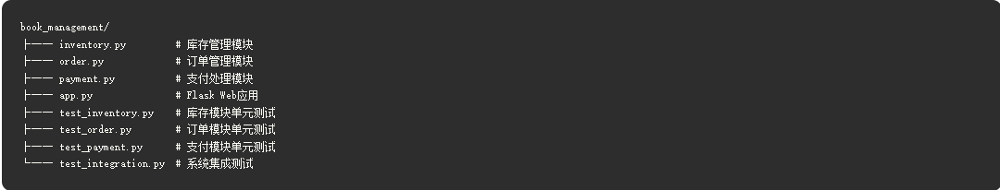 book_management/
├── inventory.py         # 库存管理模块
├── order.py             # 订单管理模块
├── payment.py           # 支付处理模块
├── app.py               # Flask Web应用
├── test_inventory.py    # 库存模块单元测试
├── test_order.py        # 订单模块单元测试
├── test_payment.py      # 支付模块单元测试
└── test_integration.py  # 系统集成测试